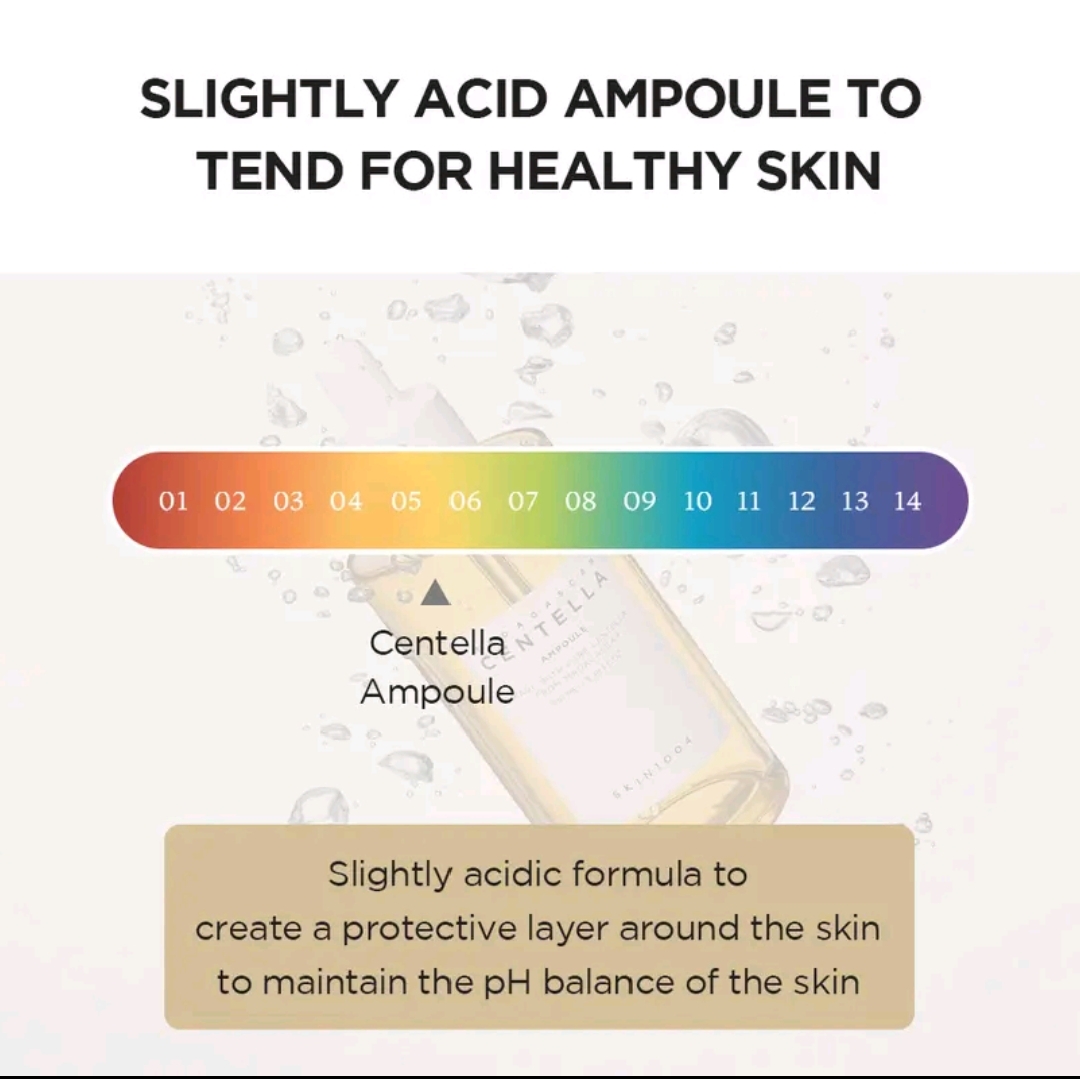 SLIGHTLY ACID AMPOULE TO
TEND FOR HEALTHY SKIN
01 02 03 04 05 06 07 08 09 10 11 12 13 14
Centella
Ampoule
CENTELLA
AMPOULE
SKIN1004
Slightly acidic formula to
create a protective layer around the skin
to maintain the pH balance of the skin